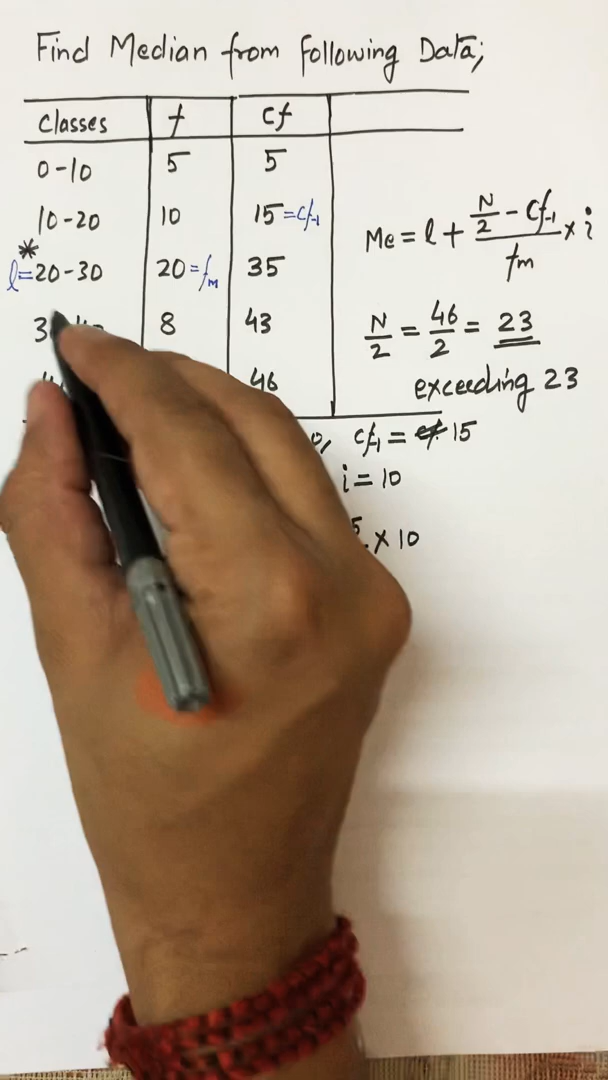 Find Median from Following Data;
Classes f Cf
0-10 5 5
10-20 10 15=cf-1
*
l=20-30 20=fm 35
8 43
46
Me = l + (N/2 - Cf-1)/fm × i
N/2 = 46/2 = 23
exceeding 23
, cf-1 = 15
i = 10
× 10